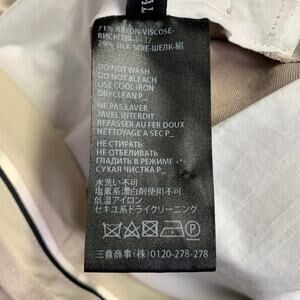 71% RAYON-VISCOSE-
29% SILK-SOIE-ШЕЛК-絹
DO NOT WASH
DO NOT BLEACH
USE COOL IRON
DRYCLEAN P_
NE PAS LAVER
JAVEL INTERDIT
REPASSER AU FER DOUX
NETTOYAGE A SEC P_
НЕ СТИРАТЬ
НЕ ОТБЕЛИВАТЬ
ГЛАДИТЬ В РЕЖИМЕ
СУХАЯ ЧИСТКА P_
水洗い不可
塩素系漂白剤使用不可
低温アイロン
セキユ系ドライクリーニング
三喜商事(株)0120-278-278